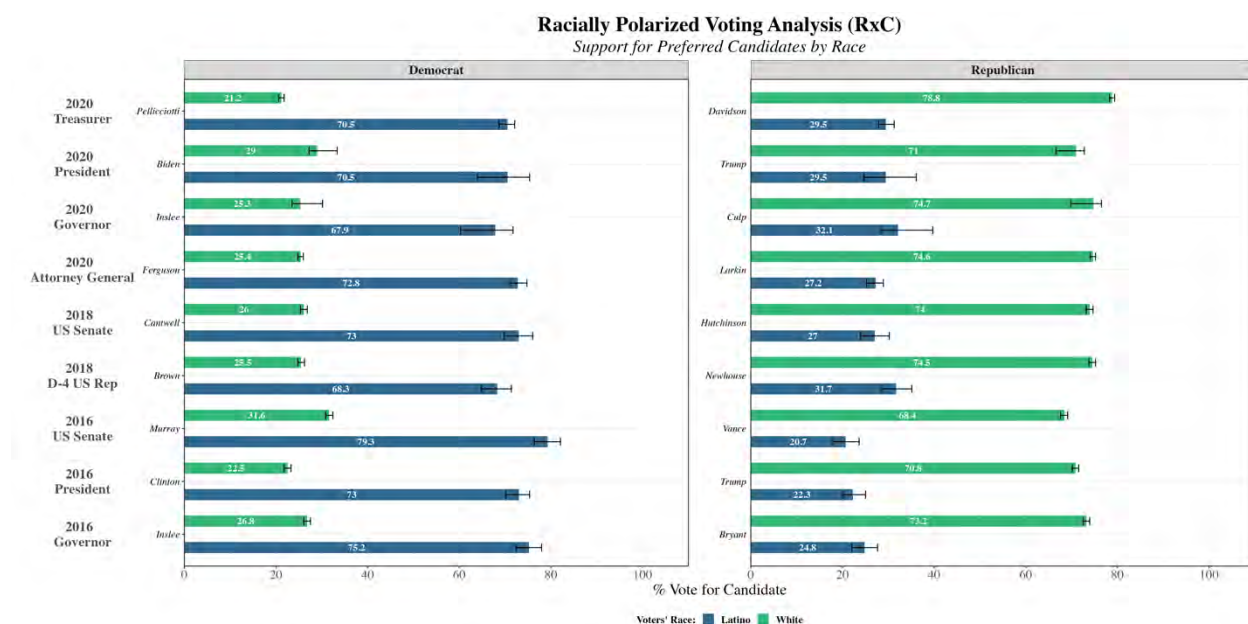 Racially Polarized Voting Analysis (RxC)
Support for Preferred Candidates by Race
Democrat
Republican
2020
Treasurer
Pellicciotti
21.2
70.5
Davidson
78.8
29.5
2020
President
Biden
29
70.5
Trump
71
29.5
2020
Governor
Inslee
25.3
67.9
Culp
74.7
32.1
2020
Attorney General
Ferguson
25.4
72.8
Larkin
74.6
27.2
2018
US Senate
Cantwell
26
73
Hutchinson
74
27
2018
D-4 US Rep
Brown
25.5
68.3
Newhouse
74.5
31.7
2016
US Senate
Murray
31.6
79.3
Vance
68.4
20.7
2016
President
Clinton
22.5
73
Trump
70.8
22.3
2016
Governor
Inslee
26.8
75.2
Bryant
73.2
24.8
0 20 40 60 80 100
0 20 40 60 80 100
% Vote for Candidate
Voters' Race: Latino White